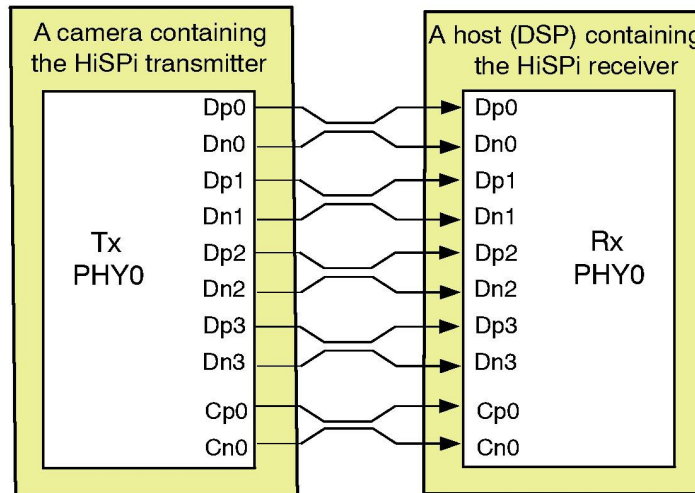 A camera containing
the HiSPi transmitter
A host (DSP) containing
the HiSPi receiver
Tx
PHY0
Dp0
Dn0
Dp1
Dn1
Dp2
Dn2
Dp3
Dn3
Cp0
Cn0
Dp0
Dn0
Dp1
Dn1
Dp2
Dn2
Dp3
Dn3
Cp0
Cn0
Rx
PHY0